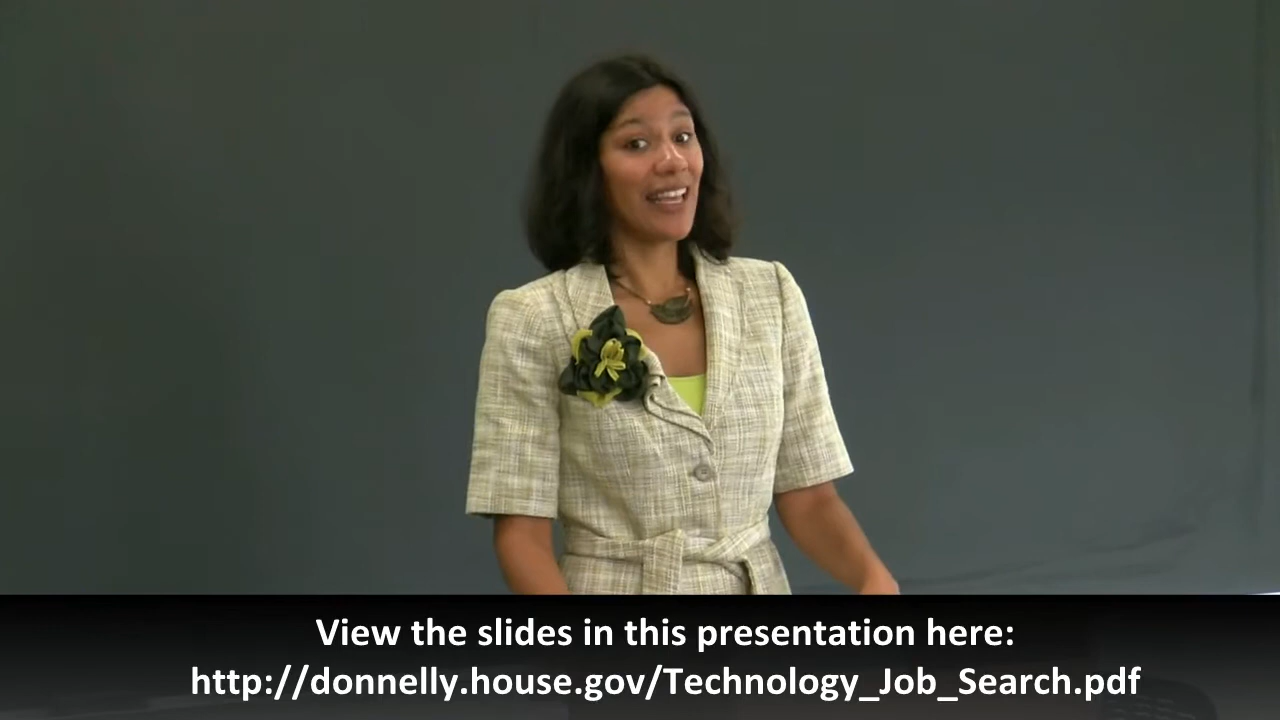 View the slides in this presentation here:
http://donnelly.house.gov/Technology_Job_Search.pdf